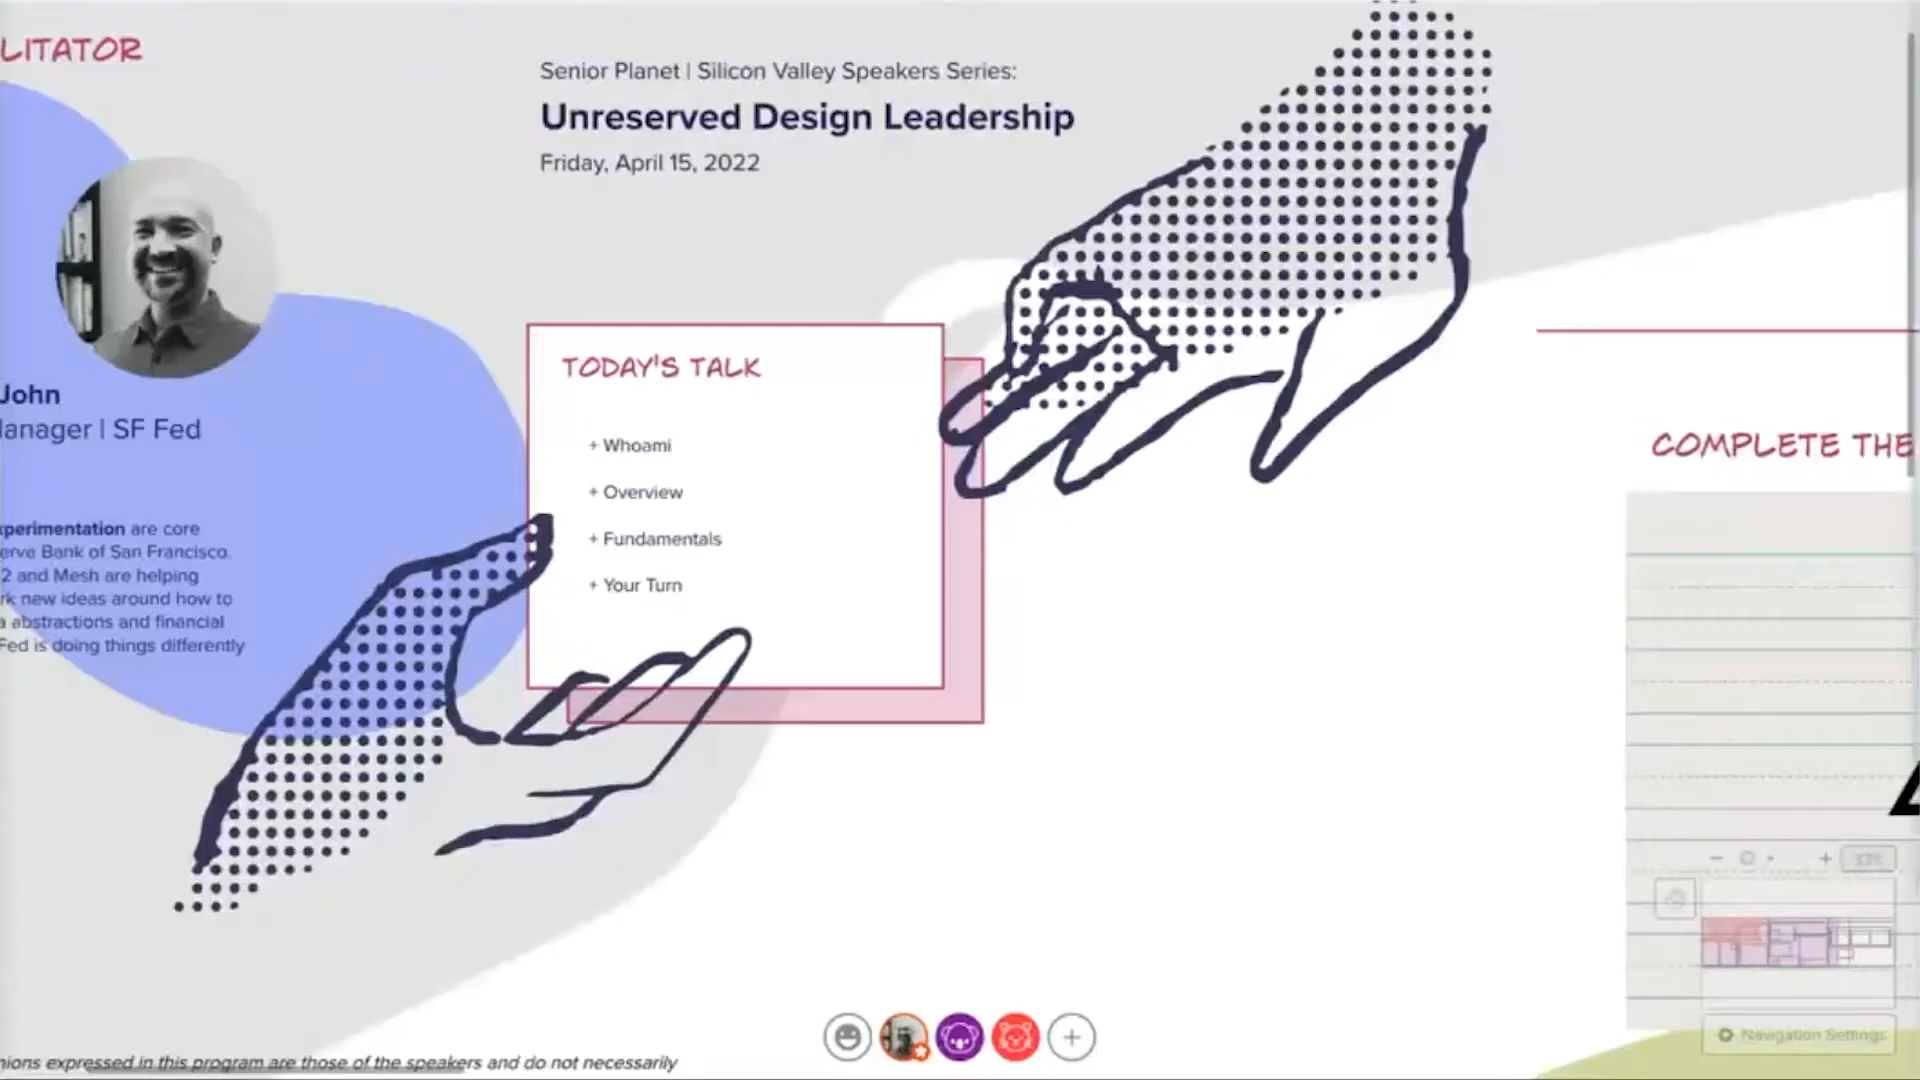 LITATOR
Senior Planet | Silicon Valley Speakers Series:
Unreserved Design Leadership
Friday, April 15, 2022
John
anager | SF Fed
xperimentation are core
erve Bank of San Francisco.
2 and Mesh are helping
rk new ideas around how to
a abstractions and financial
Fed is doing things differently
TODAY'S TALK
+ Whoami
+ Overview
+ Fundamentals
+ Your Turn
COMPLETE THE
Navigation Settings
nions expressed in this program are those of the speakers and do not necessarily